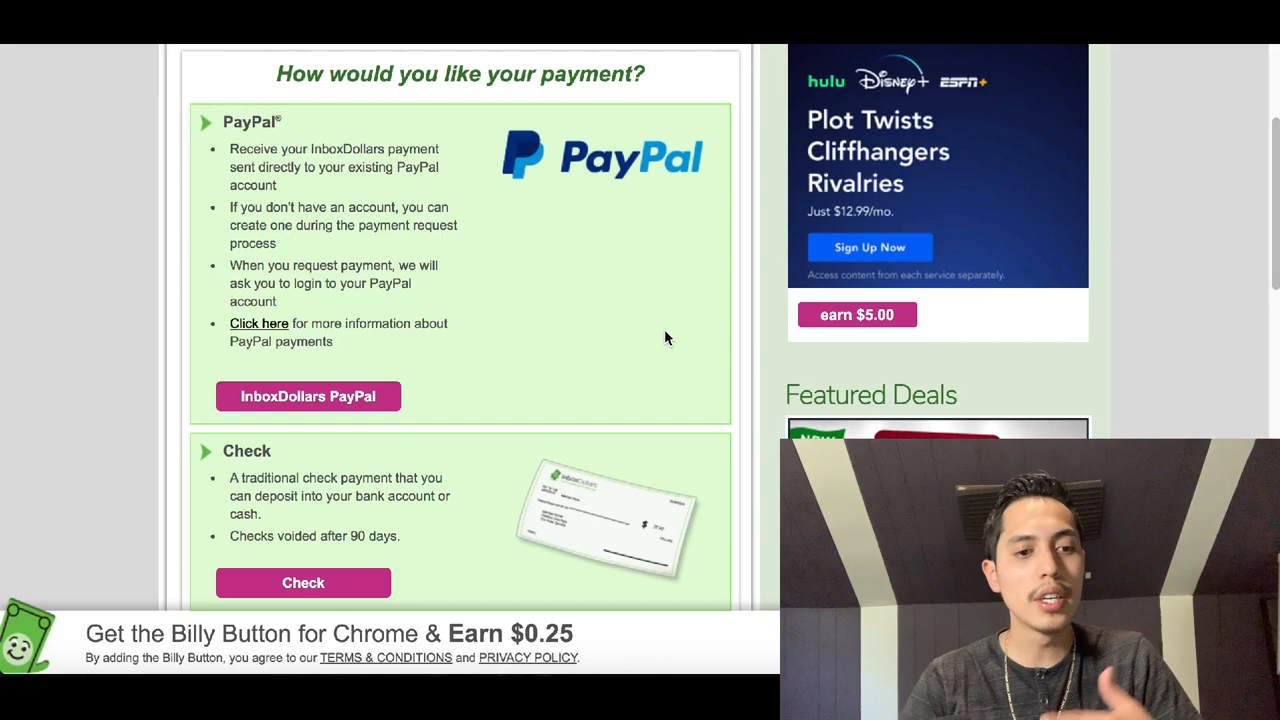 How would you like your payment?
PayPal®
• Receive your InboxDollars payment
sent directly to your existing PayPal
account
• If you don't have an account, you can
create one during the payment request
process
• When you request payment, we will
ask you to login to your PayPal
account
• Click here for more information about
PayPal payments
PayPal
InboxDollars PayPal
Check
• A traditional check payment that you
can deposit into your bank account or
cash.
• Checks voided after 90 days.
InboxDollars
Check
hulu Disney+ ESPN+
Plot Twists
Cliffhangers
Rivalries
Just $12.99/mo.
Sign Up Now
Access content from each service separately.
earn $5.00
Featured Deals
NEW
Get the Billy Button for Chrome & Earn $0.25
By adding the Billy Button, you agree to our TERMS & CONDITIONS and PRIVACY POLICY.